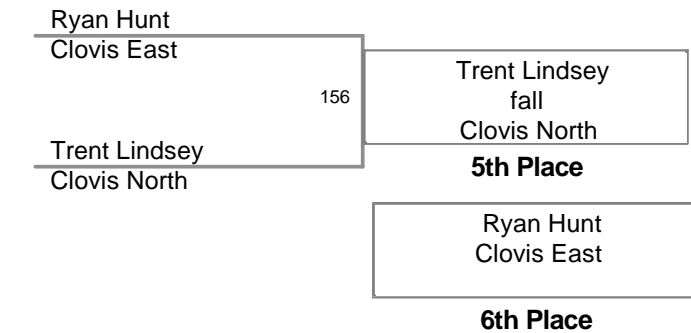 Ryan Hunt
Clovis East
156
Trent Lindsey
Clovis North
Trent Lindsey
fall
Clovis North
5th Place
Ryan Hunt
Clovis East
6th Place